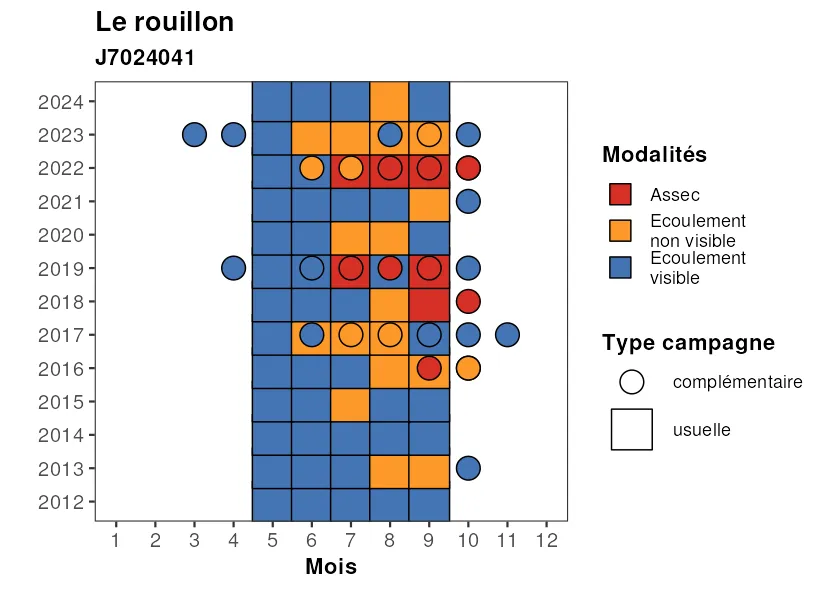 Le rouillon
J7024041
2024
2023
2022
2021
2020
2019
2018
2017
2016
2015
2014
2013
2012
1 2 3 4 5 6 7 8 9 10 11 12
Mois
Modalités
Assec
Ecoulement
non visible
Ecoulement
visible
Type campagne
complémentaire
usuelle